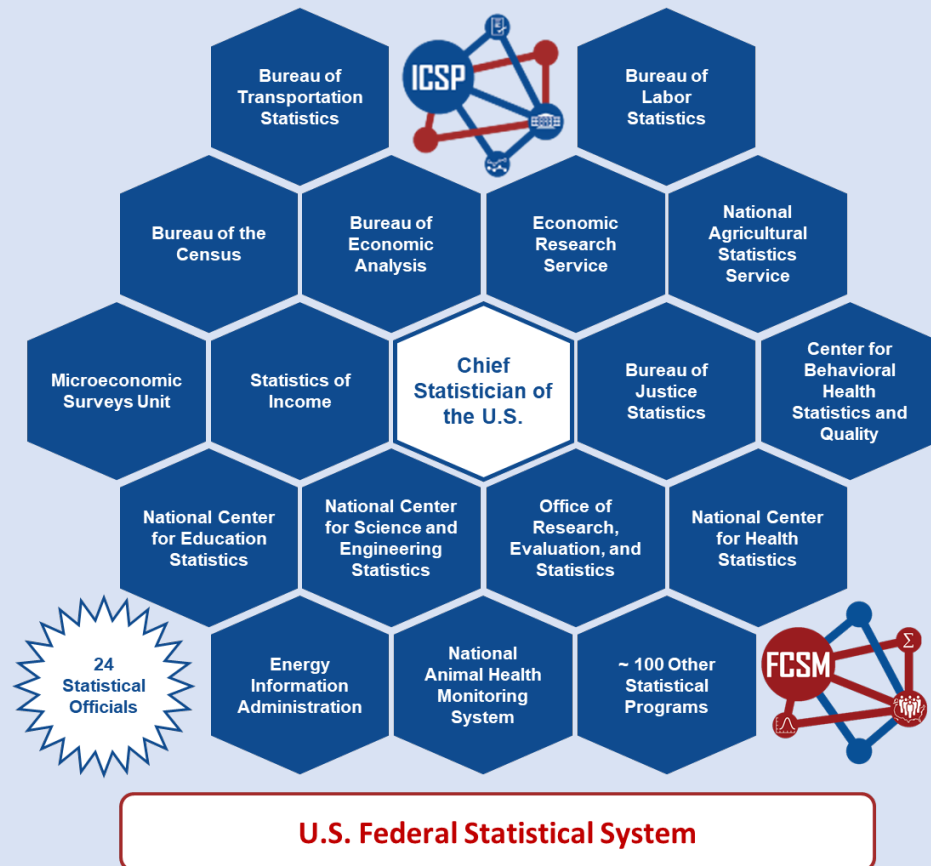 Bureau of
Transportation
Statistics
ICSP
Bureau of
Labor
Statistics
Bureau of the
Census
Bureau of
Economic
Analysis
Economic
Research
Service
National
Agricultural
Statistics
Service
Microeconomic
Surveys Unit
Statistics of
Income
Chief
Statistician of
the U.S.
Bureau of
Justice
Statistics
Center for
Behavioral
Health
Statistics and
Quality
National Center
for Education
Statistics
National Center
for Science and
Engineering
Statistics
Office of
Research,
Evaluation, and
Statistics
National Center
for Health
Statistics
24
Statistical
Officials
Energy
Information
Administration
National
Animal Health
Monitoring
System
~ 100 Other
Statistical
Programs
FCSM
Σ
U.S. Federal Statistical System